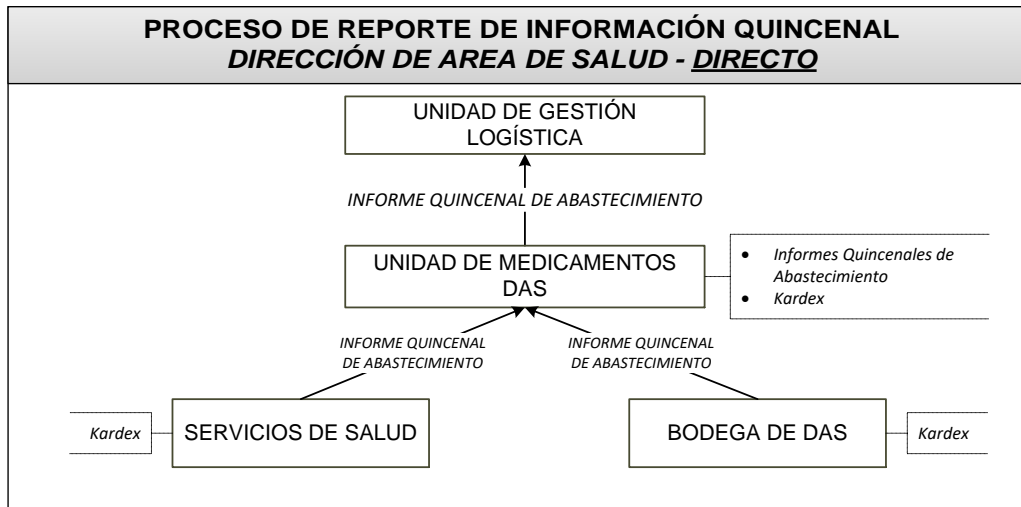 PROCESO DE REPORTE DE INFORMACIÓN QUINCENAL
DIRECCIÓN DE AREA DE SALUD - DIRECTO
UNIDAD DE GESTIÓN
LOGÍSTICA
INFORME QUINCENAL DE ABASTECIMIENTO
UNIDAD DE MEDICAMENTOS
DAS
• Informes Quincenales de
Abastecimiento
• Kardex
INFORME QUINCENAL
DE ABASTECIMIENTO
INFORME QUINCENAL
DE ABASTECIMIENTO
Kardex
SERVICIOS DE SALUD
BODEGA DE DAS
Kardex